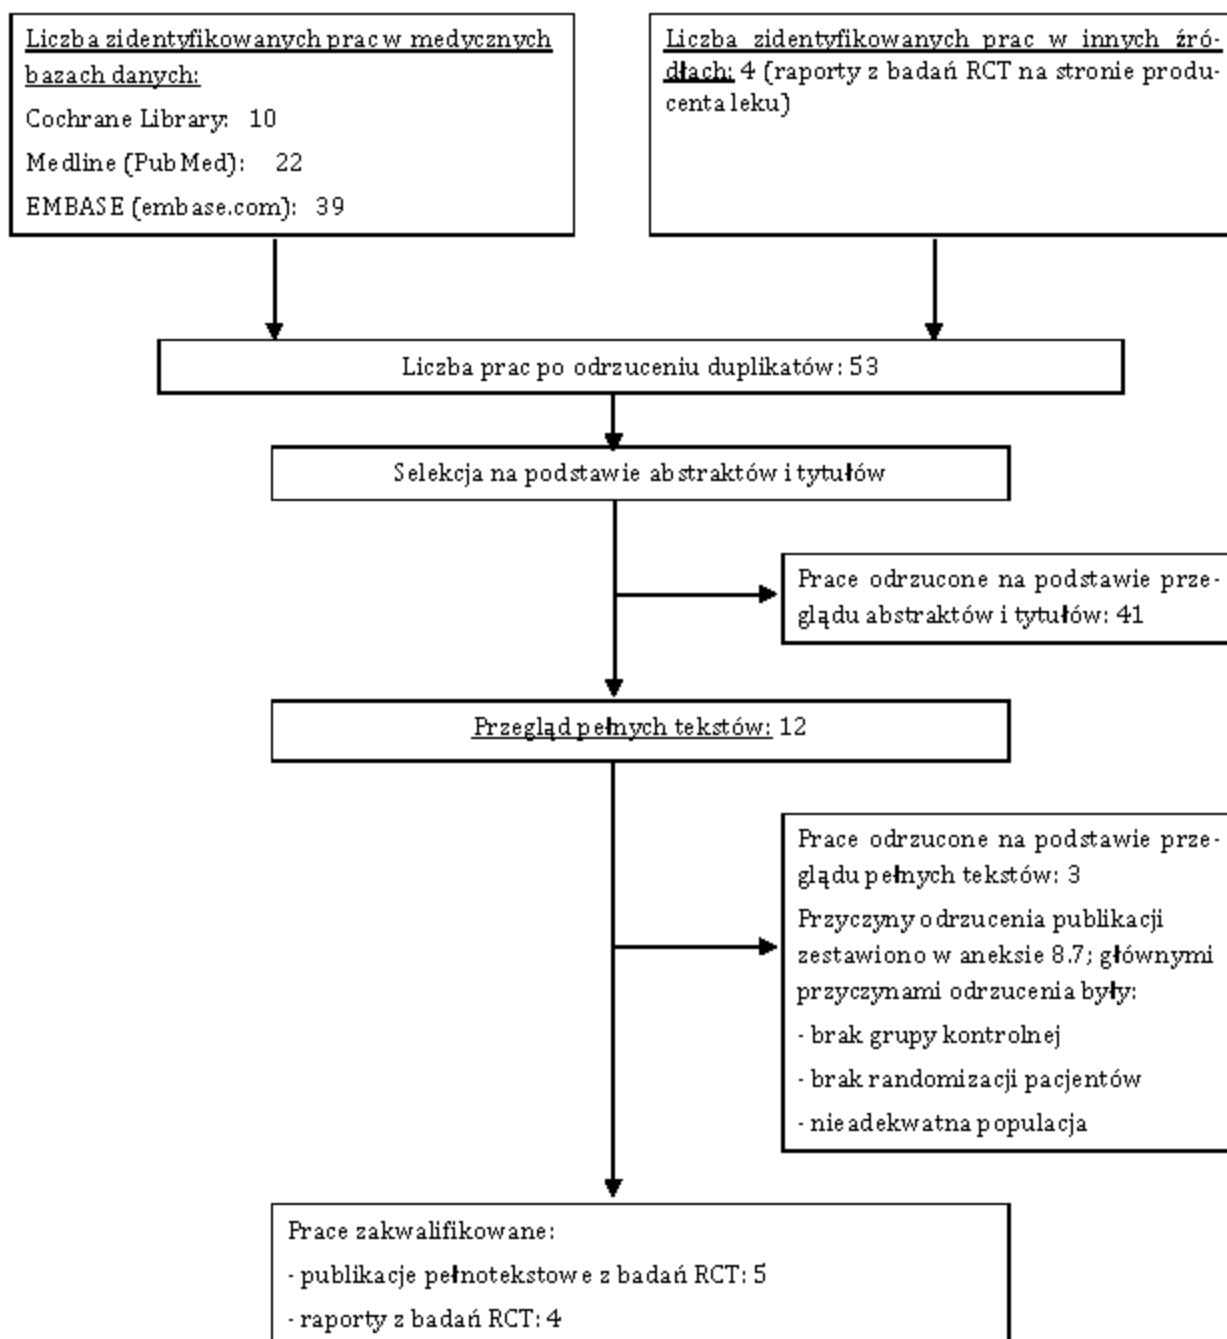 Liczba zidentyfikowanych prac w medycznych
bazach danych:
Cochrane Library: 10
Medline (PubMed): 22
EMBASE (embase.com): 39
Liczba zidentyfikowanych prac w innych źró-
dłach: 4 (raporty z badań RCT na stronie produ-
centa leku)
Liczba prac po odrzuceniu duplikatów: 53
Selekcja na podstawie abstraktów i tytułów
Prace odrzucone na podstawie prze-
glądu abstraktów i tytułów: 41
Przegląd pełnych tekstów: 12
Prace odrzucone na podstawie prze-
glądu pełnych tekstów: 3
Przyczyny odrzucenia publikacji
zestawiono w aneksie 8.7; głównymi
przyczynami odrzucenia były:
- brak grupy kontrolnej
- brak randomizacji pacjentów
- nieadekwatna populacja
Prace zakwalifikowane:
- publikacje pełnotekstowe z badań RCT: 5
- raporty z badań RCT: 4